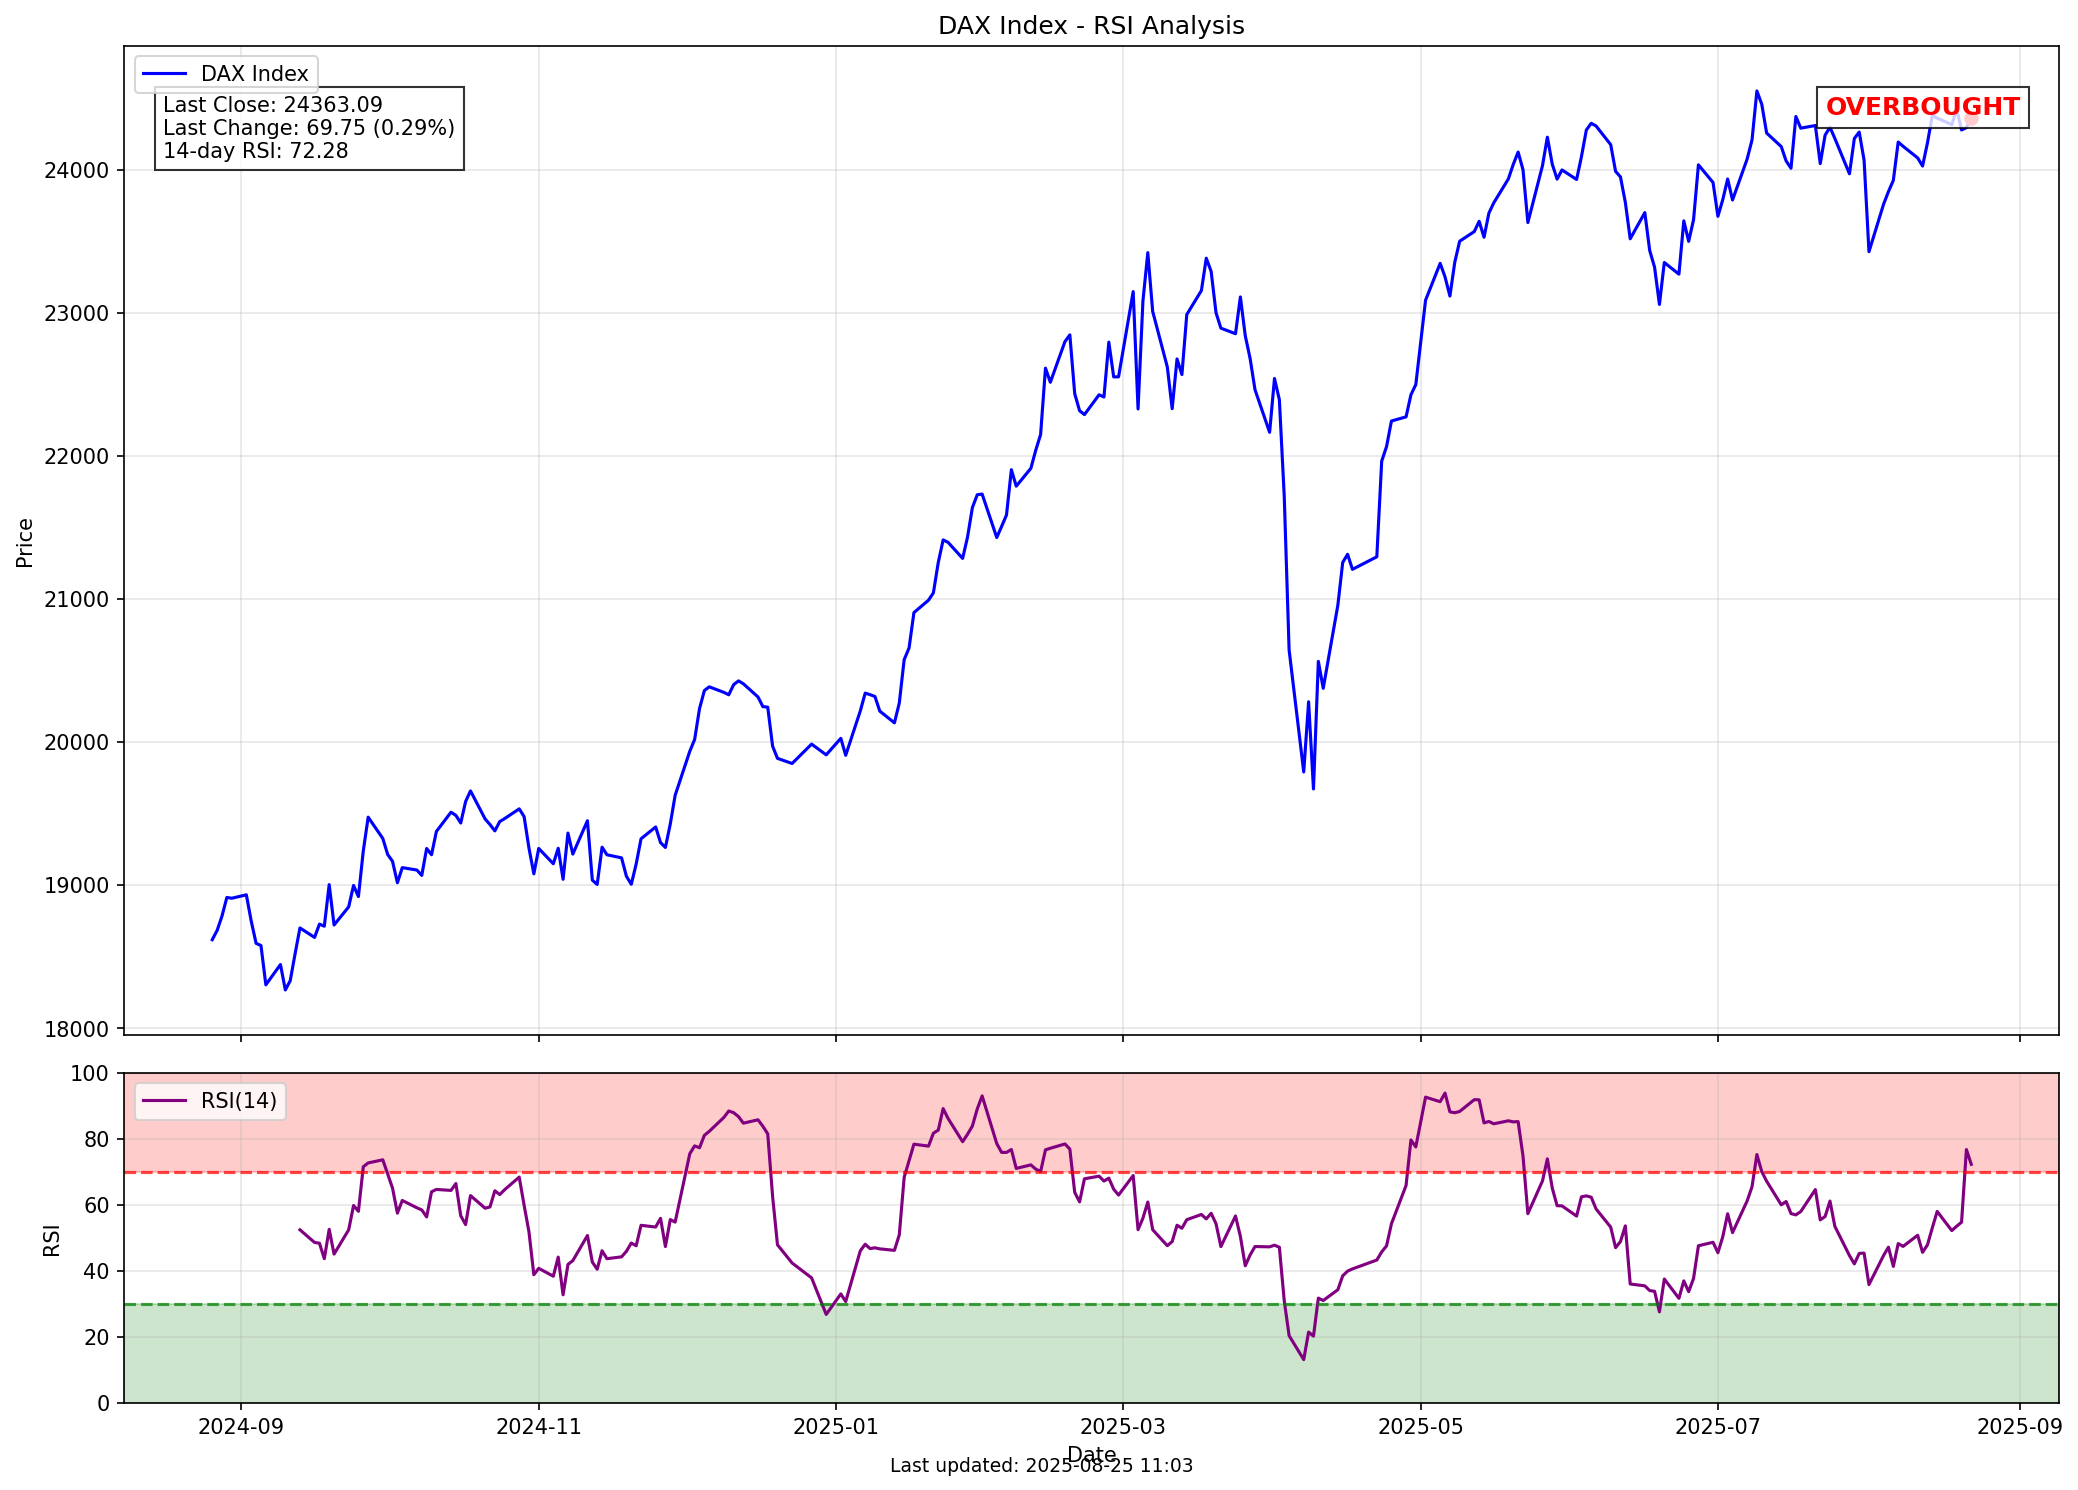 DAX Index - RSI Analysis
DAX Index
Last Close: 24363.09
Last Change: 69.75 (0.29%)
14-day RSI: 72.28
OVERBOUGHT
Price
24000
23000
22000
21000
20000
19000
18000
RSI(14)
RSI
100
80
60
40
20
0
2024-09
2024-11
2025-01
2025-03
2025-05
2025-07
2025-09
Date
Last updated: 2025-08-25 11:03